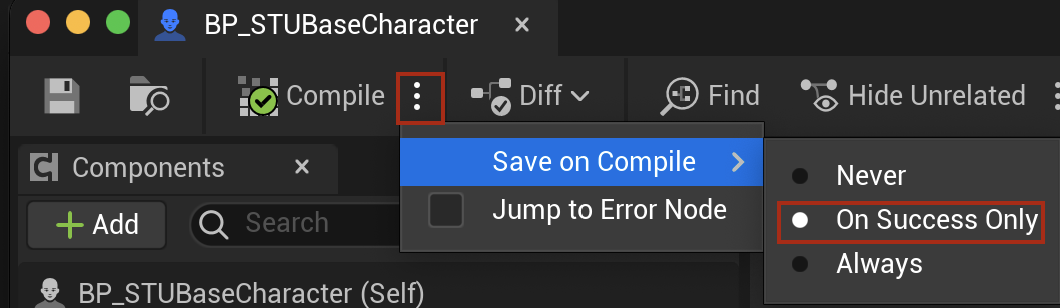 BP_STUBaseCharacter
Compile
Diff
Find
Hide Unrelated
Save on Compile
Jump to Error Node
Never
On Success Only
Always
Components
Add
Search
BP_STUBaseCharacter (Self)